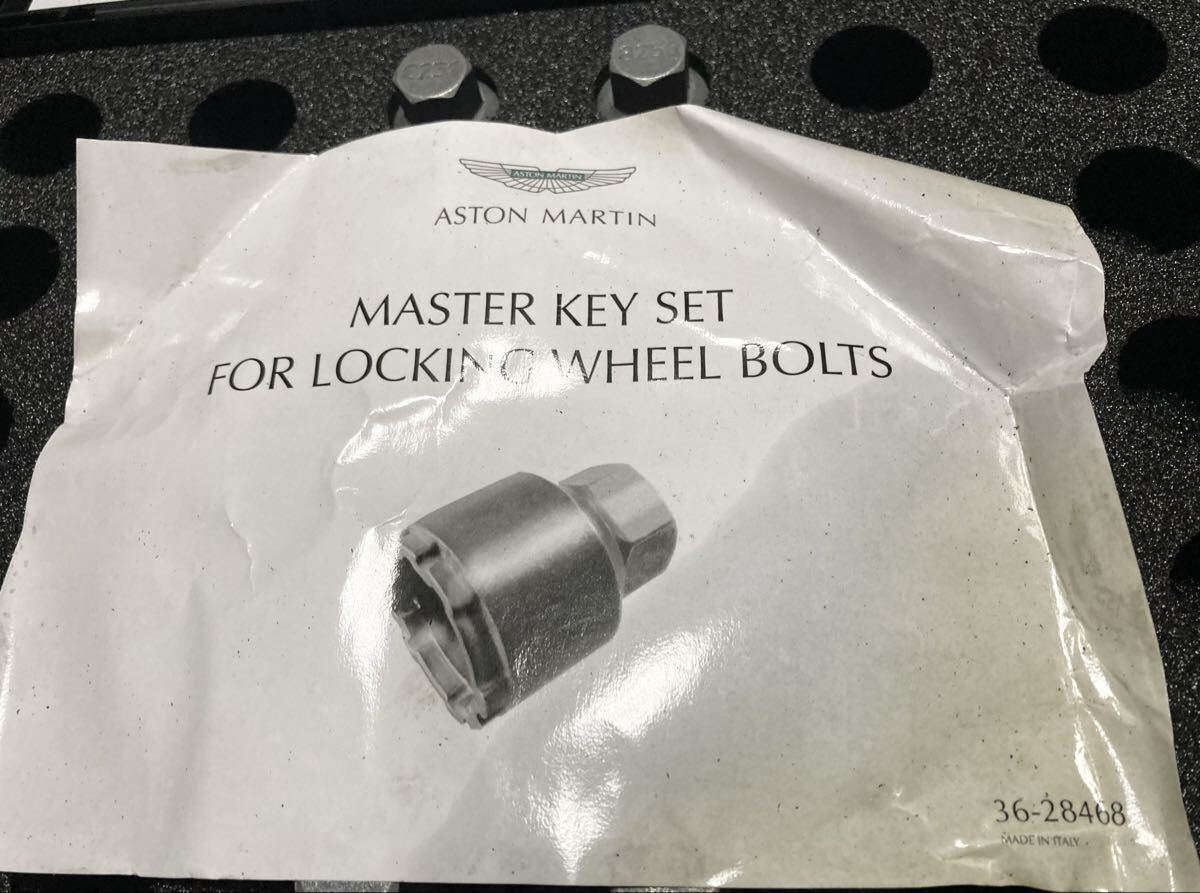 ASTON MARTIN
ASTON MARTIN
MASTER KEY SET
FOR LOCKING WHEEL BOLTS
36-28468
MADE IN ITALY